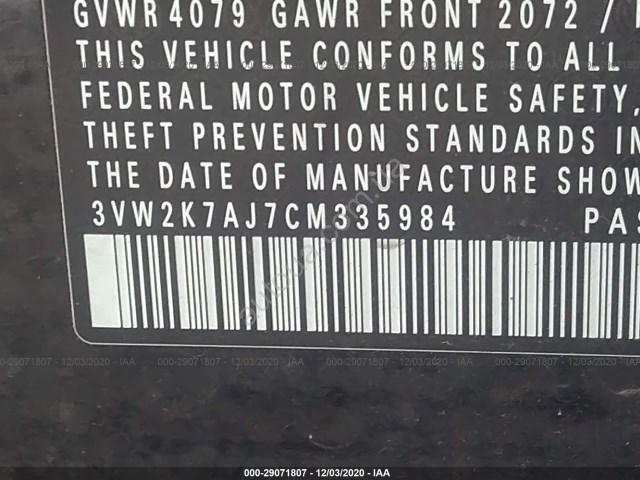 GVWR 4079 GAWR FRONT 2072 /
THIS VEHICLE CONFORMS TO ALL
FEDERAL MOTOR VEHICLE SAFETY,
THEFT PREVENTION STANDARDS IN
THE DATE OF MANUFACTURE SHOW
3VW2K7AJ7CM335984 PAS
000-29071807 - 12/03/2020 - IAA